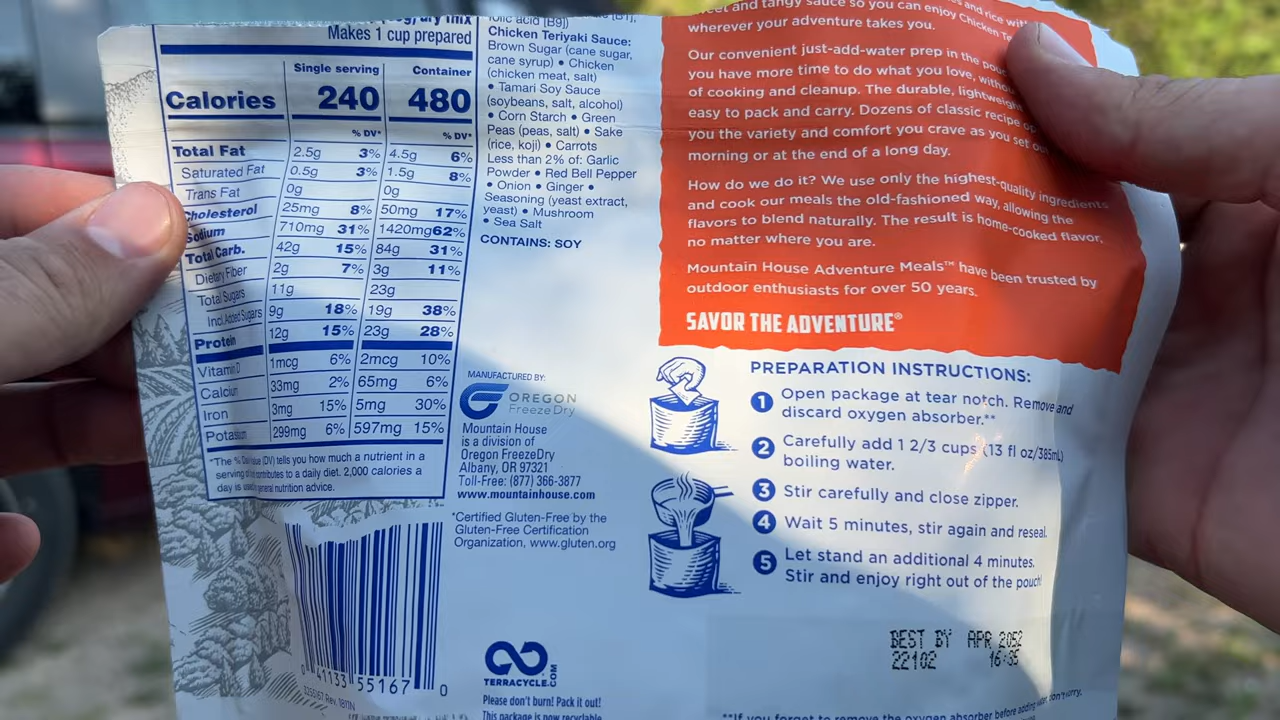 dry mix
Makes 1 cup prepared
Single serving Container
Calories 240 480
% DV* % DV*
Total Fat 2.5g 3% 4.5g 6%
Saturated Fat 0.5g 3% 1.5g 8%
Trans Fat 0g 0g
Cholesterol 25mg 8% 50mg 17%
Sodium 710mg 31% 1420mg 62%
Total Carb. 42g 15% 84g 31%
Dietary Fiber 2g 7% 3g 11%
Total Sugars 11g 23g
Incl. Added Sugars 9g 18% 19g 38%
Protein 12g 15% 23g 28%
Vitamin D 1mcg 6% 2mcg 10%
Calcium 33mg 2% 65mg 6%
Iron 3mg 15% 5mg 30%
Potas 299mg 6% 597mg 15%
*The % Daily Value (DV) tells you how much a nutrient in a
serving of contributes to a daily diet. 2,000 calories a
day is used general nutrition advice.
0 41133 55167 0
folic acid [B9])
Chicken Teriyaki Sauce:
Brown Sugar (cane sugar,
cane syrup) • Chicken
(chicken meat, salt)
• Tamari Soy Sauce
(soybeans, salt, alcohol)
• Corn Starch • Green
Peas (peas, salt) • Sake
(rice, koji) • Carrots
Less than 2% of: Garlic
Powder • Red Bell Pepper
• Onion • Ginger •
Seasoning (yeast extract,
yeast) • Mushroom
• Sea Salt
CONTAINS: SOY
MANUFACTURED BY:
OREGON
FreezeDry
Mountain House
is a division of
Oregon FreezeDry
Albany, OR 97321
Toll-Free: (877) 366-3877
www.mountainhouse.com
*Certified Gluten-Free by the
Gluten-Free Certification
Organization, www.gluten.org
TERRACYCLE.COM
Please don't burn! Pack it out!
This package is now recyclable
and tangy sauce so you can enjoy Chicken
and rice with
wherever your adventure takes you.
Our convenient just-add-water prep in the
you have more time to do what you love,
of cooking and cleanup. The durable, lightweight
easy to pack and carry. Dozens of classic recipe
you the variety and comfort you crave as you set out
morning or at the end of a long day.
How do we do it? We use only the highest-quality ingredients
and cook our meals the old-fashioned way, allowing the
flavors to blend naturally. The result is home-cooked flavor,
no matter where you are.
Mountain House Adventure Meals™ have been trusted by
outdoor enthusiasts for over 50 years.
SAVOR THE ADVENTURE®
PREPARATION INSTRUCTIONS:
1 Open package at tear notch. Remove and
discard oxygen absorber.**
2 Carefully add 1 2/3 cups (13 fl oz/385mL)
boiling water.
3 Stir carefully and close zipper.
4 Wait 5 minutes, stir again and reseal.
5 Let stand an additional 4 minutes.
Stir and enjoy right out of the pouch!
BEST BY APR 2052
22102 16:35
**If you forget to remove the oxygen absorber before adding water don't worry,